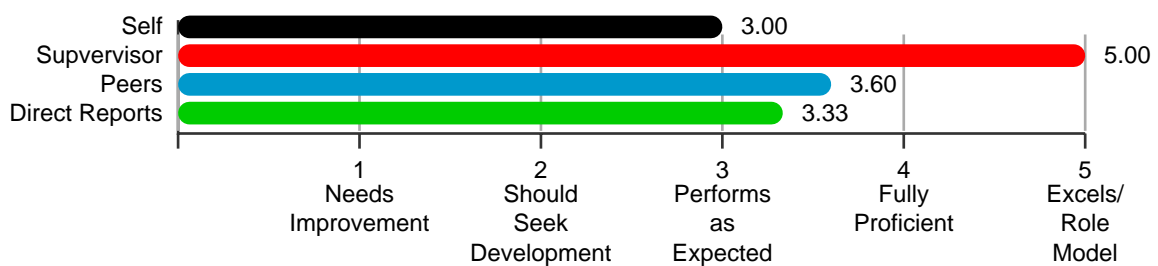 Self 3.00
Supvervisor 5.00
Peers 3.60
Direct Reports 3.33
1 2 3 4 5
Needs Should Performs Fully Excels/
Improvement Seek as Proficient Role
Development Expected Model